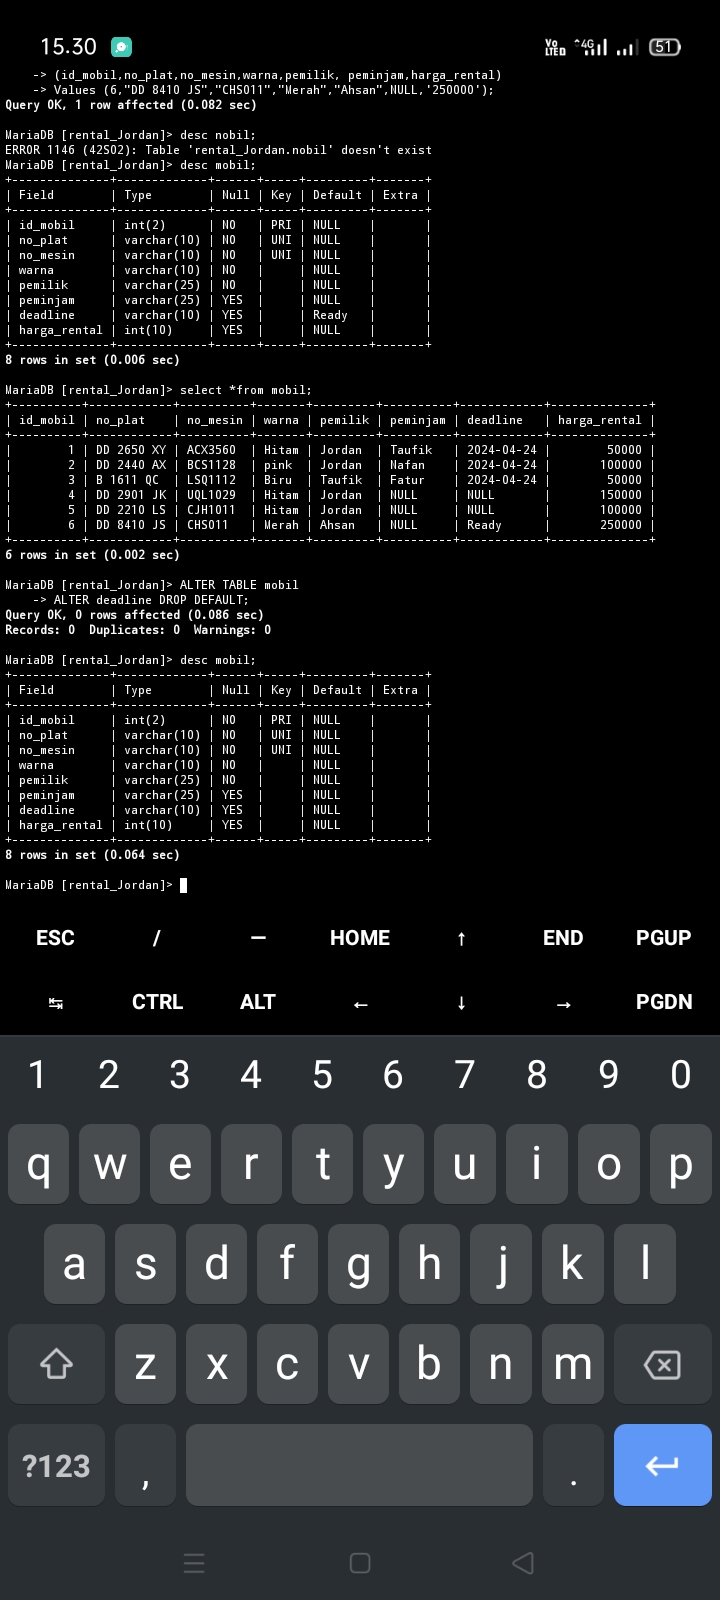 15.30 Vo LTED 4G 51
-> (id_mobil,no_plat,no_mesin,warna,pemilik, peminjam,harga_rental)
-> Values (6,"DD 8410 JS","CHS011","Merah","Ahsan",NULL,'250000');
Query OK, 1 row affected (0.082 sec)
MariaDB [rental_Jordan]> desc nobil;
ERROR 1146 (42S02): Table 'rental_Jordan.nobil' doesn't exist
MariaDB [rental_Jordan]> desc mobil;
+--------------+-------------+------+-----+---------+-------+
| Field | Type | Null | Key | Default | Extra |
+--------------+-------------+------+-----+---------+-------+
| id_mobil | int(2) | NO | PRI | NULL | |
| no_plat | varchar(10) | NO | UNI | NULL | |
| no_mesin | varchar(10) | NO | UNI | NULL | |
| warna | varchar(10) | NO | | NULL | |
| pemilik | varchar(25) | NO | | NULL | |
| peminjam | varchar(25) | YES | | NULL | |
| deadline | varchar(10) | YES | | Ready | |
| harga_rental | int(10) | YES | | NULL | |
+--------------+-------------+------+-----+---------+-------+
8 rows in set (0.006 sec)
MariaDB [rental_Jordan]> select *from mobil;
+----------+------------+----------+-------+---------+----------+------------+--------------+
| id_mobil | no_plat | no_mesin | warna | pemilik | peminjam | deadline | harga_rental |
+----------+------------+----------+-------+---------+----------+------------+--------------+
| 1 | DD 2650 XY | ACX3560 | Hitam | Jordan | Taufik | 2024-04-24 | 50000 |
| 2 | DD 2440 AX | BCS1128 | pink | Jordan | Nafan | 2024-04-24 | 100000 |
| 3 | B 1611 QC | LSQ1112 | Biru | Taufik | Fatur | 2024-04-24 | 50000 |
| 4 | DD 2901 JK | UQL1029 | Hitam | Jordan | NULL | NULL | 150000 |
| 5 | DD 2210 LS | CJH1011 | Hitam | Jordan | NULL | NULL | 100000 |
| 6 | DD 8410 JS | CHS011 | Merah | Ahsan | NULL | Ready | 250000 |
+----------+------------+----------+-------+---------+----------+------------+--------------+
6 rows in set (0.002 sec)
MariaDB [rental_Jordan]> ALTER TABLE mobil
-> ALTER deadline DROP DEFAULT;
Query OK, 0 rows affected (0.086 sec)
Records: 0 Duplicates: 0 Warnings: 0
MariaDB [rental_Jordan]> desc mobil;
+--------------+-------------+------+-----+---------+-------+
| Field | Type | Null | Key | Default | Extra |
+--------------+-------------+------+-----+---------+-------+
| id_mobil | int(2) | NO | PRI | NULL | |
| no_plat | varchar(10) | NO | UNI | NULL | |
| no_mesin | varchar(10) | NO | UNI | NULL | |
| warna | varchar(10) | NO | | NULL | |
| pemilik | varchar(25) | NO | | NULL | |
| peminjam | varchar(25) | YES | | NULL | |
| deadline | varchar(10) | YES | | NULL | |
| harga_rental | int(10) | YES | | NULL | |
+--------------+-------------+------+-----+---------+-------+
8 rows in set (0.064 sec)
MariaDB [rental_Jordan]>
ESC / — HOME ↑ END PGUP
↹ CTRL ALT ← ↓ → PGDN
1 2 3 4 5 6 7 8 9 0
q w e r t y u i o p
a s d f g h j k l
z x c v b n m
?123 , .